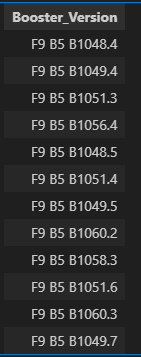 Booster_Version
F9 B5 B1048.4
F9 B5 B1049.4
F9 B5 B1051.3
F9 B5 B1056.4
F9 B5 B1048.5
F9 B5 B1051.4
F9 B5 B1049.5
F9 B5 B1060.2
F9 B5 B1058.3
F9 B5 B1051.6
F9 B5 B1060.3
F9 B5 B1049.7